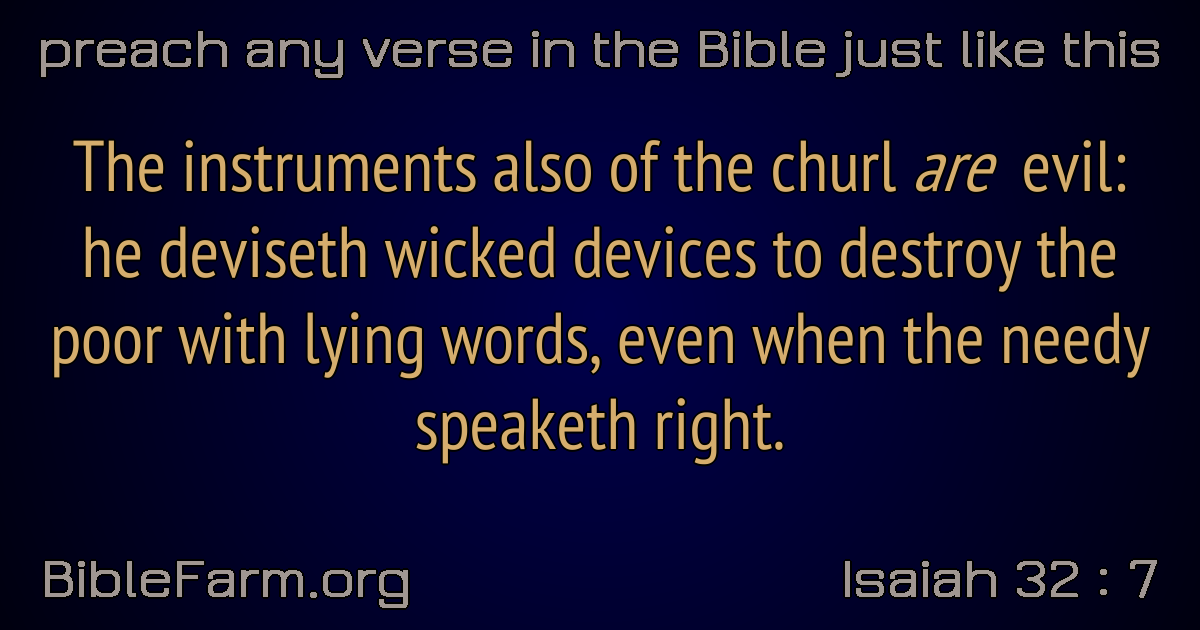 preach any verse in the Bible just like this
The instruments also of the churl are evil:
he deviseth wicked devices to destroy the
poor with lying words, even when the needy
speaketh right.
BibleFarm.org
Isaiah 32 : 7